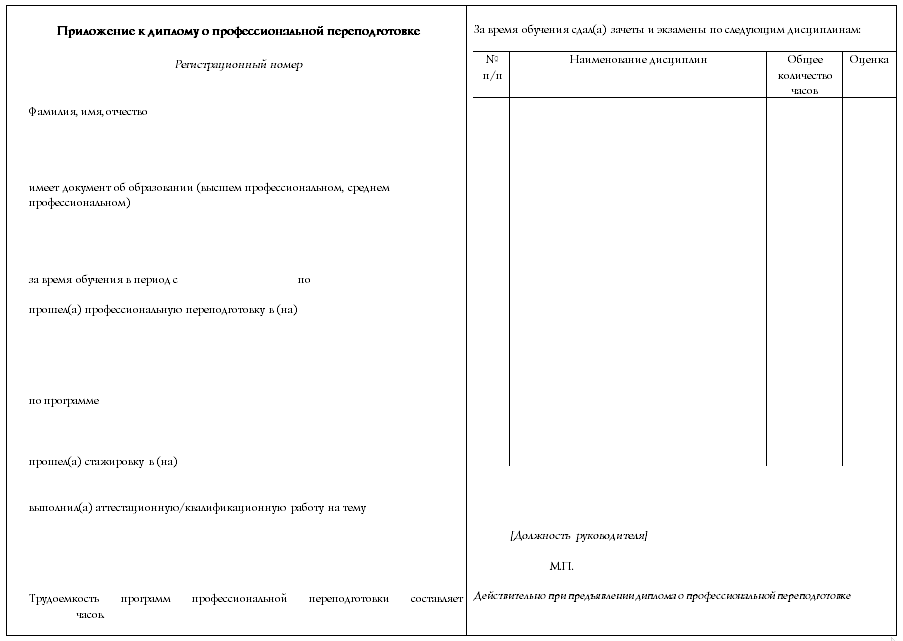 Приложение к диплому о профессиональной переподготовке
Регистрационный номер
Фамилия, имя, отчество
имеет документ об образовании (высшем профессиональном, среднем
профессиональном)
за время обучения в период с по
прошел(а) профессиональную переподготовку в (на)
по программе
прошел(а) стажировку в (на)
выполнил(а) аттестационную/квалификационную работу на тему
Трудоемкость программ профессиональной переподготовки составляет
часов.
За время обучения сдал(а) зачеты и экзамены по следующим дисциплинам:
№ п/п
Наименование дисциплин
Общее
количество
часов
Оценка
[Должность руководителя]
М.П.
Действительно при предъявлении диплома о профессиональной переподготовке